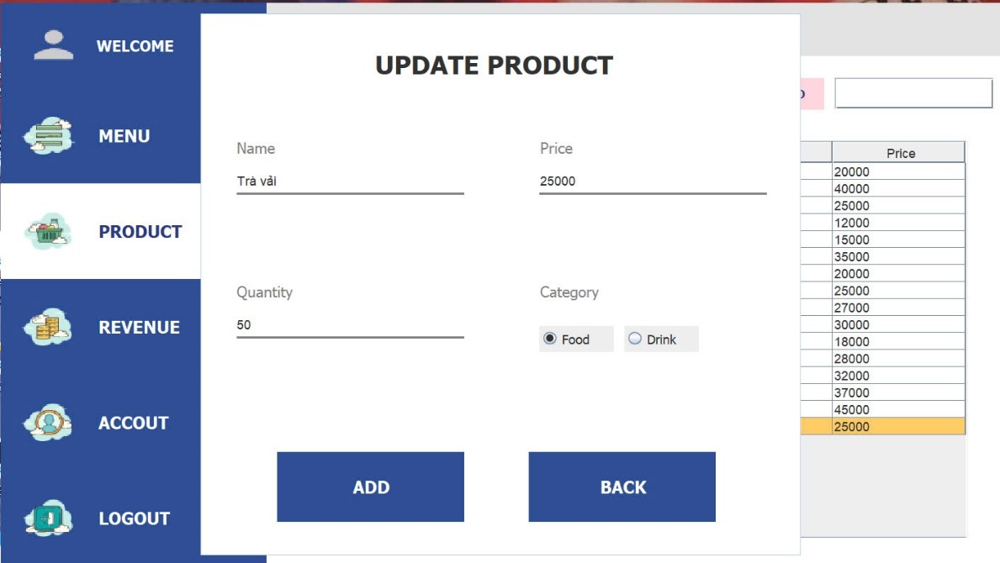 WELCOME
MENU
PRODUCT
REVENUE
ACCOUT
LOGOUT
UPDATE PRODUCT
Name
Price
Trà vải
25000
Quantity
Category
50
Food
Drink
ADD
BACK
Price
20000
40000
25000
12000
15000
35000
20000
25000
27000
30000
18000
28000
32000
37000
45000
25000